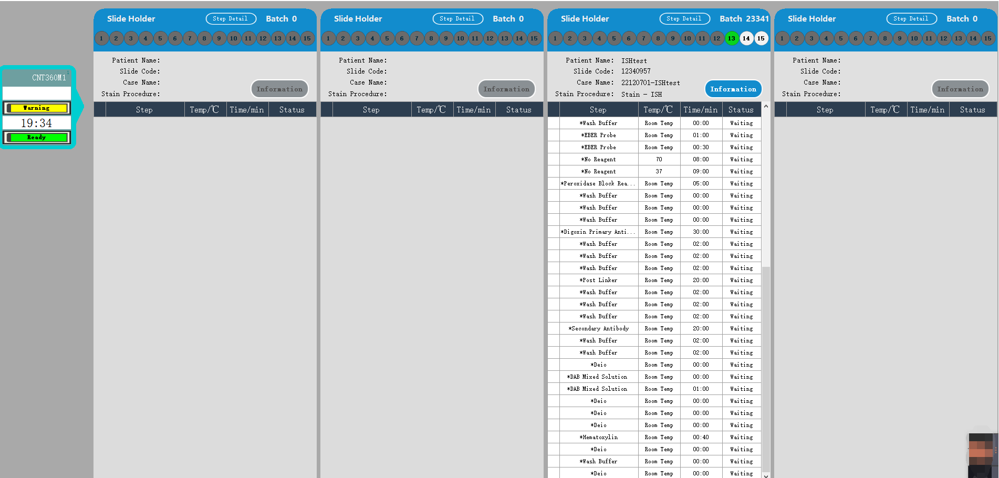 CNT360M1 1
Warning
19:34
Ready
Slide Holder Step Detail Batch 0
1 2 3 4 5 6 7 8 9 10 11 12 13 14 15
Patient Name:
Slide Code:
Case Name:
Information
Stain Procedure:
Step Temp/℃ Time/min Status
Slide Holder Step Detail Batch 0
1 2 3 4 5 6 7 8 9 10 11 12 13 14 15
Patient Name:
Slide Code:
Case Name:
Information
Stain Procedure:
Step Temp/℃ Time/min Status
Slide Holder Step Detail Batch 23341
1 2 3 4 5 6 7 8 9 10 11 12 13 14 15
Patient Name: ISHtest
Slide Code: 12340957
Case Name: 22120701-ISHtest
Information
Stain Procedure: Stain - ISH
Step Temp/℃ Time/min Status
*Wash Buffer Room Temp 00:00 Waiting
*EBER Probe Room Temp 01:00 Waiting
*EBER Probe Room Temp 00:30 Waiting
*No Reagent 70 08:00 Waiting
*No Reagent 37 09:00 Waiting
*Peroxidase Block Rea... Room Temp 05:00 Waiting
*Wash Buffer Room Temp 00:00 Waiting
*Wash Buffer Room Temp 00:00 Waiting
*Wash Buffer Room Temp 00:00 Waiting
*Digoxin Primary Anti... Room Temp 30:00 Waiting
*Wash Buffer Room Temp 02:00 Waiting
*Wash Buffer Room Temp 02:00 Waiting
*Wash Buffer Room Temp 02:00 Waiting
*Post Linker Room Temp 20:00 Waiting
*Wash Buffer Room Temp 02:00 Waiting
*Wash Buffer Room Temp 02:00 Waiting
*Wash Buffer Room Temp 02:00 Waiting
*Secondary Antibody Room Temp 20:00 Waiting
*Wash Buffer Room Temp 02:00 Waiting
*Wash Buffer Room Temp 02:00 Waiting
*Deio Room Temp 00:00 Waiting
*DAB Mixed Solution Room Temp 00:00 Waiting
*DAB Mixed Solution Room Temp 01:00 Waiting
*Deio Room Temp 00:00 Waiting
*Deio Room Temp 00:00 Waiting
*Deio Room Temp 00:00 Waiting
*Hematoxylin Room Temp 00:40 Waiting
*Deio Room Temp 00:00 Waiting
*Wash Buffer Room Temp 00:00 Waiting
*Deio Room Temp 00:00 Waiting
Slide Holder Step Detail Batch 0
1 2 3 4 5 6 7 8 9 10 11 12 13 14 15
Patient Name:
Slide Code:
Case Name:
Information
Stain Procedure:
Step Temp/℃ Time/min Status